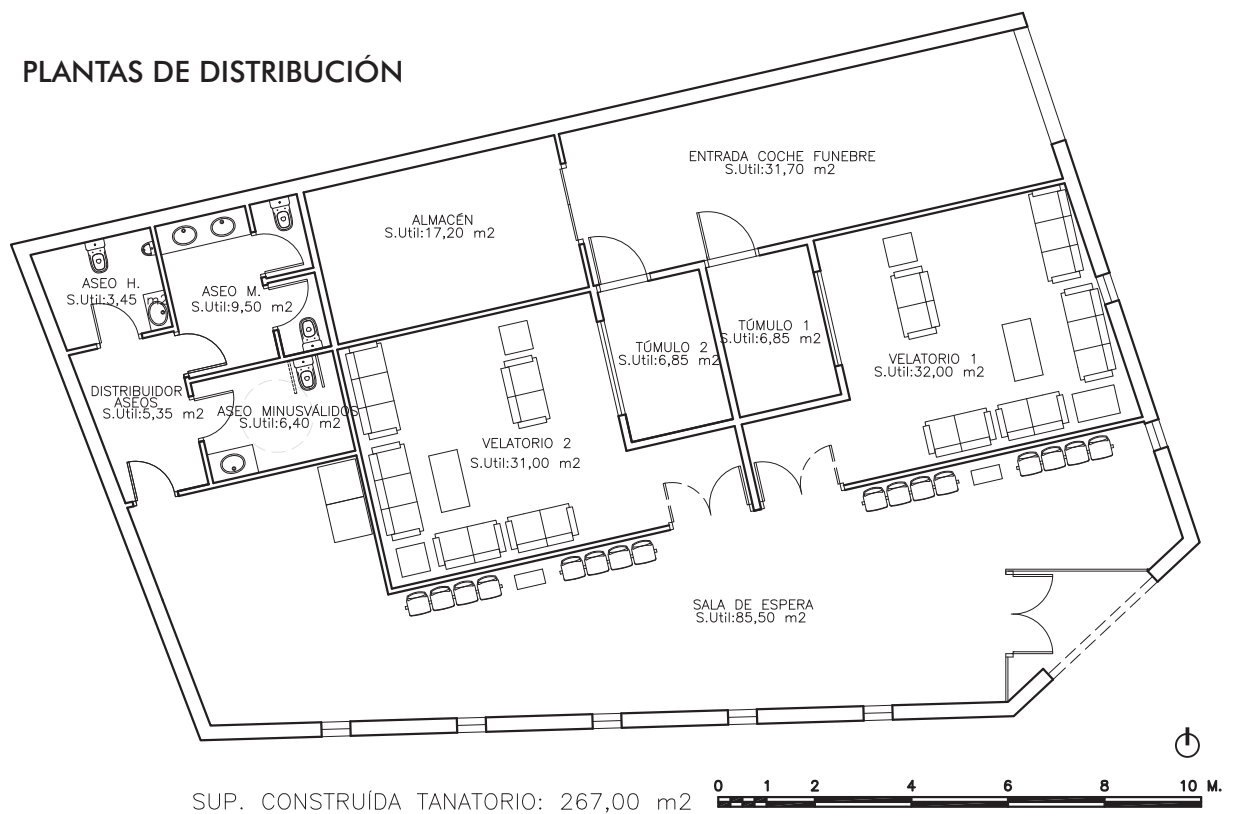 PLANTAS DE DISTRIBUCIÓN
ENTRADA COCHE FUNEBRE
S.Util:31,70 m2
ALMACÉN
S.Util:17,20 m2
ASEO H.
S.Util:3,45 m2
ASEO M.
S.Util:9,50 m2
TÚMULO 1
S.Util:6,85 m2
TÚMULO 2
S.Util:6,85 m2
VELATORIO 1
S.Util:32,00 m2
DISTRIBUIDOR
ASEOS
S.Util:5,35 m2
ASEO MINUSVÁLIDOS
S.Util:6,40 m2
VELATORIO 2
S.Util:31,00 m2
SALA DE ESPERA
S.Util:85,50 m2
SUP. CONSTRUÍDA TANATORIO: 267,00 m2
0 1 2 4 6 8 10 M.